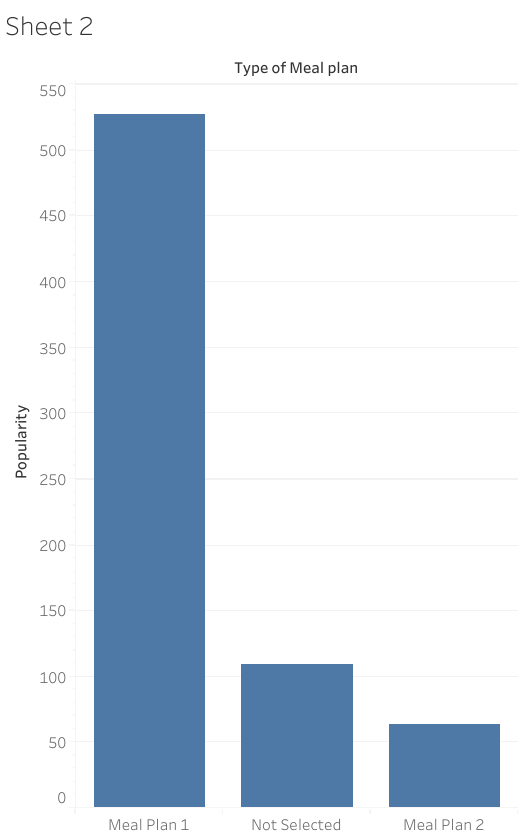 Sheet 2
Type of Meal plan
Popularity
550
500
450
400
350
300
250
200
150
100
50
0
Meal Plan 1
Not Selected
Meal Plan 2